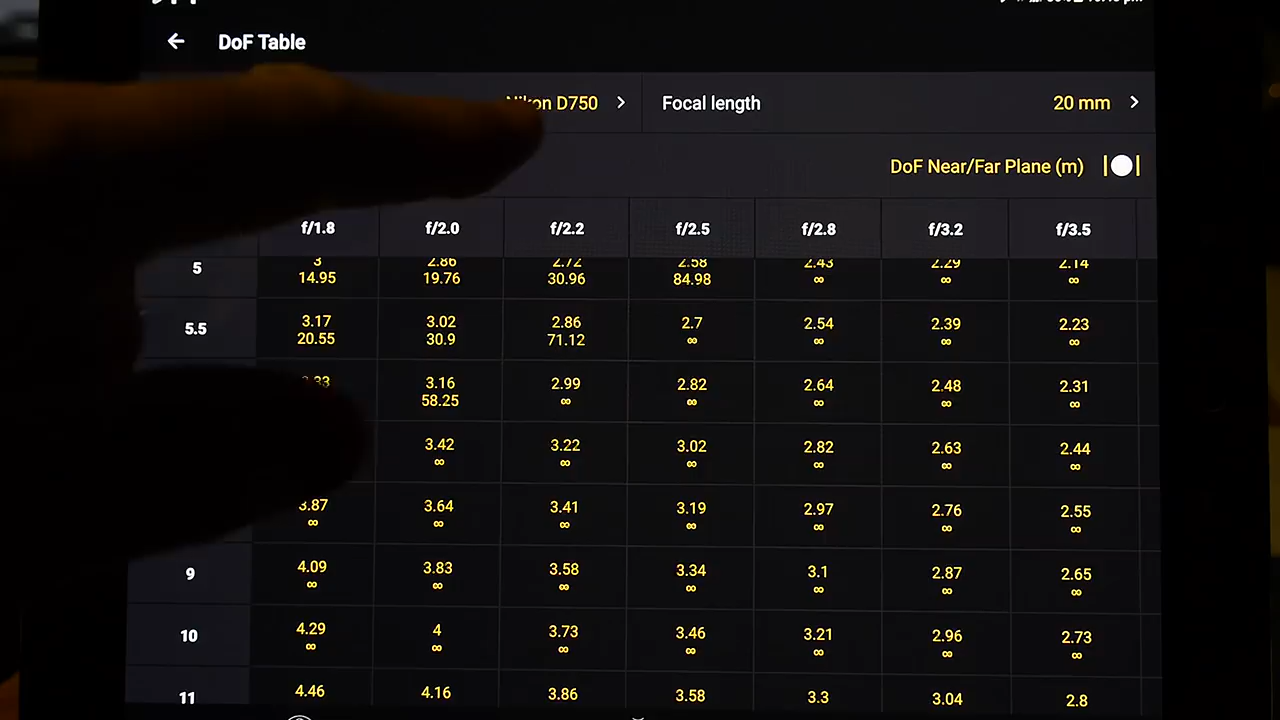 DoF Table
Nikon D750 Focal length 20 mm
DoF Near/Far Plane (m)
f/1.8 f/2.0 f/2.2 f/2.5 f/2.8 f/3.2 f/3.5
5 3 2.86 2.72 2.58 2.43 2.29 2.14
14.95 19.76 30.96 84.98 ∞ ∞ ∞
5.5 3.17 3.02 2.86 2.7 2.54 2.39 2.23
20.55 30.9 71.12 ∞ ∞ ∞ ∞
3.16 2.99 2.82 2.64 2.48 2.31
58.25 ∞ ∞ ∞ ∞ ∞
3.42 3.22 3.02 2.82 2.63 2.44
∞ ∞ ∞ ∞ ∞ ∞
3.87 3.64 3.41 3.19 2.97 2.76 2.55
∞ ∞ ∞ ∞ ∞ ∞ ∞
9 4.09 3.83 3.58 3.34 3.1 2.87 2.65
∞ ∞ ∞ ∞ ∞ ∞ ∞
10 4.29 4 3.73 3.46 3.21 2.96 2.73
∞ ∞ ∞ ∞ ∞ ∞ ∞
11 4.46 4.16 3.86 3.58 3.3 3.04 2.8